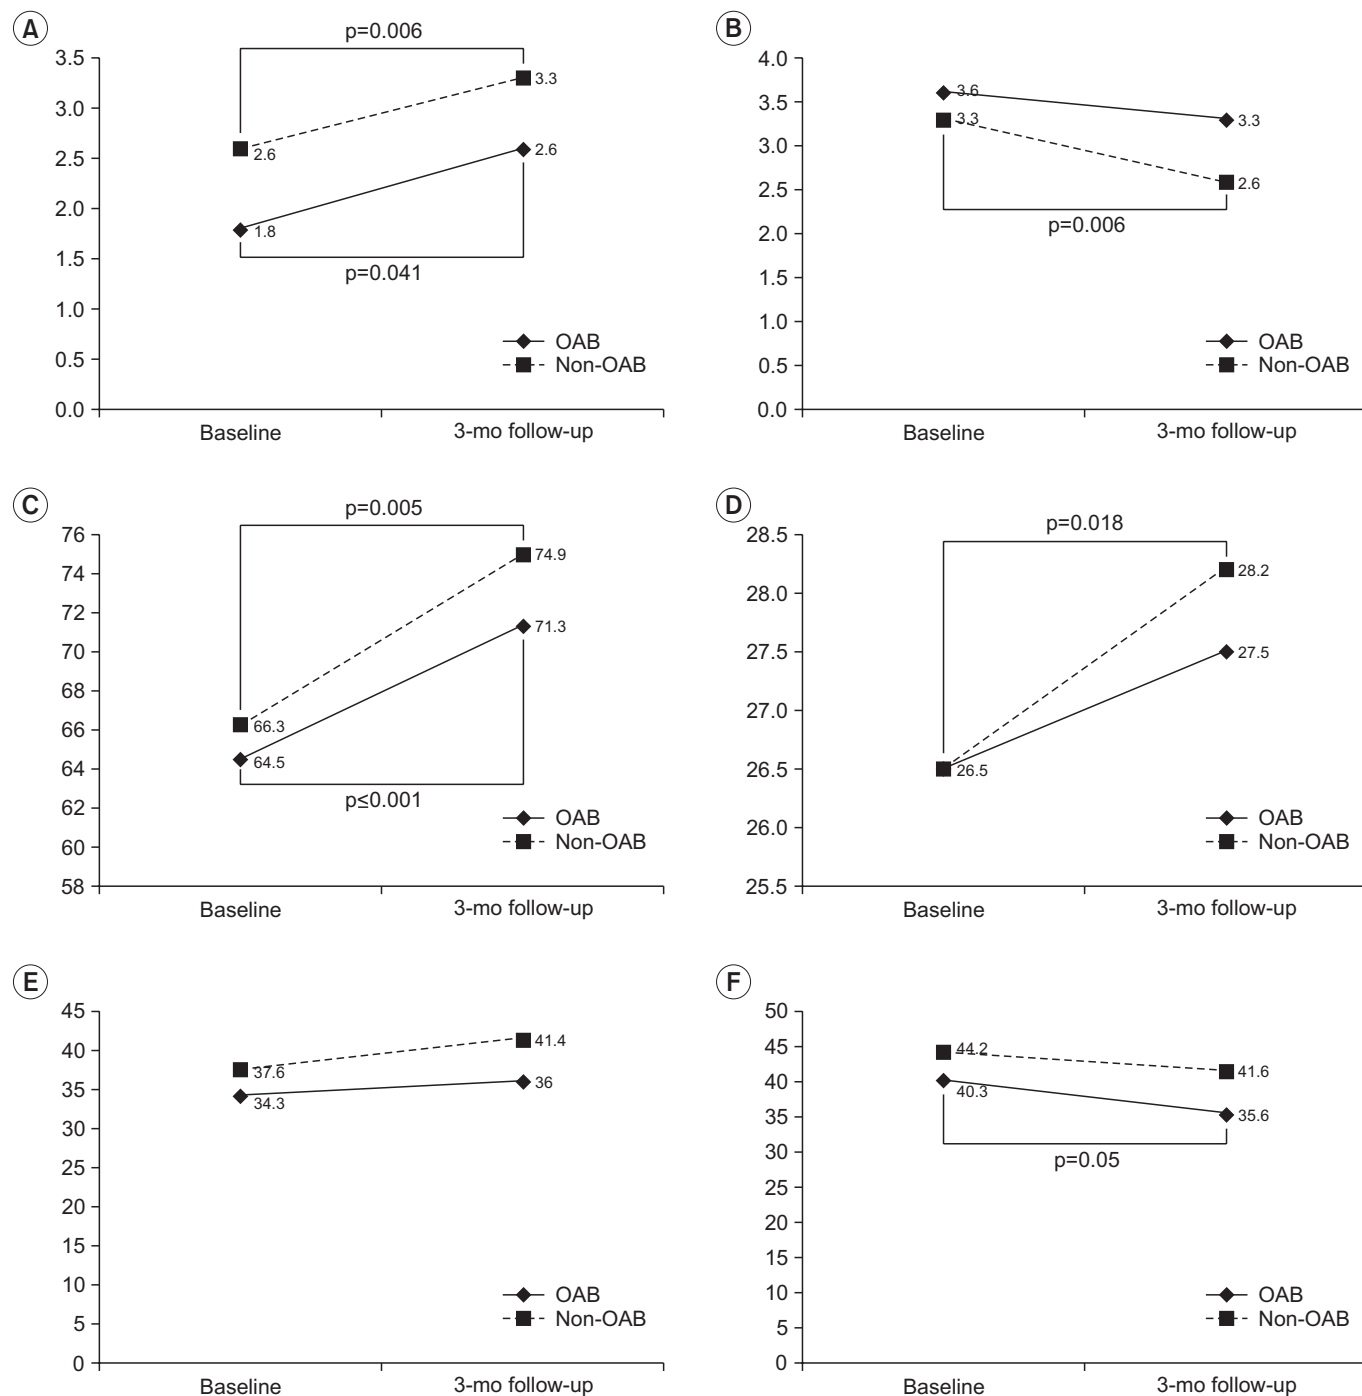 A
p=0.006
3.5
3.0
2.5
2.0
1.5
1.0
0.5
0.0
3.3
2.6
2.6
1.8
p=0.041
OAB
Non-OAB
Baseline 3-mo follow-up
B
4.0
3.5
3.0
2.5
2.0
1.5
1.0
0.5
0.0
3.6
3.3
3.3
2.6
p=0.006
OAB
Non-OAB
Baseline 3-mo follow-up
C
p=0.005
76
74
72
70
68
66
64
62
60
58
74.9
71.3
66.3
64.5
p≤0.001
OAB
Non-OAB
Baseline 3-mo follow-up
D
p=0.018
28.5
28.0
27.5
27.0
26.5
26.0
25.5
28.2
27.5
26.5
OAB
Non-OAB
Baseline 3-mo follow-up
E
45
40
35
30
25
20
15
10
5
0
41.4
37.6
36
34.3
OAB
Non-OAB
Baseline 3-mo follow-up
F
50
45
40
35
30
25
20
15
10
5
0
44.2
41.6
40.3
35.6
p=0.05
OAB
Non-OAB
Baseline 3-mo follow-up